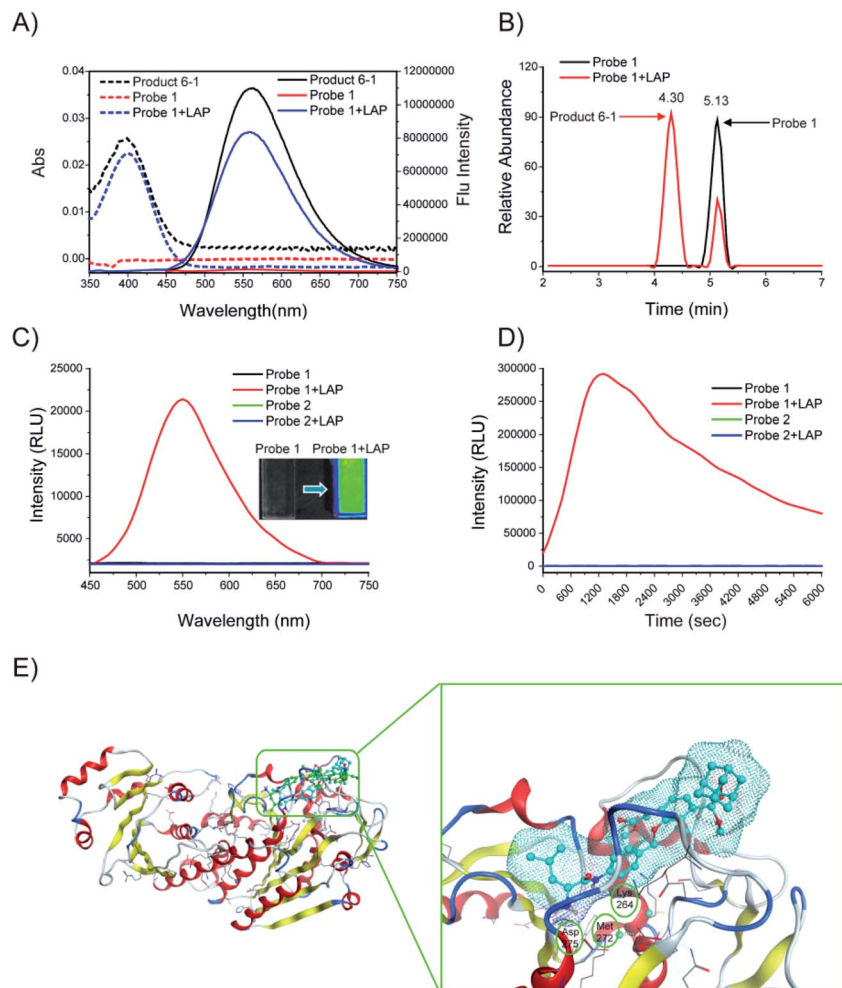 A)
Product 6-1
Probe 1
Probe 1+LAP
Product 6-1
Probe 1
Probe 1+LAP
0.04
0.03
0.02
0.01
0.00
Abs
12000000
10000000
8000000
6000000
4000000
2000000
0
Flu Intensity
350 400 450 500 550 600 650 700 750
Wavelength(nm)
B)
Probe 1
Probe 1+LAP
120
90
60
30
0
Relative Abundance
4.30
5.13
Product 6-1
Probe 1
2 3 4 5 6 7
Time (min)
C)
25000
20000
15000
10000
5000
Intensity (RLU)
Probe 1
Probe 1+LAP
Probe 2
Probe 2+LAP
Probe 1 Probe 1+LAP
450 500 550 600 650 700 750
Wavelength (nm)
D)
300000
250000
200000
150000
100000
50000
0
Intensity (RLU)
Probe 1
Probe 1+LAP
Probe 2
Probe 2+LAP
0 600 1200 1800 2400 3000 3600 4200 4800 5400 6000
Time (sec)
E)
Lys
264
Asp
275
Met
272